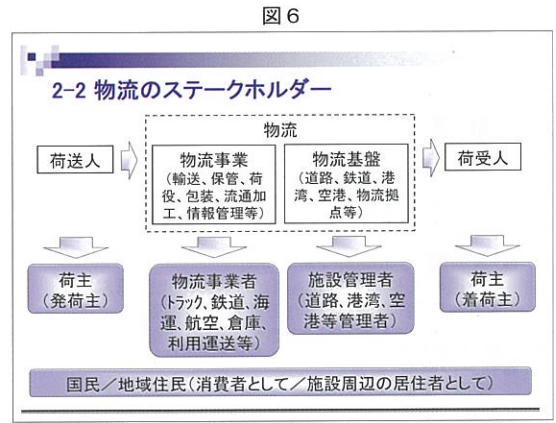 図6
2-2 物流のステークホルダー
物流
荷送人
物流事業
(輸送、保管、荷
役、包装、流通加
工、情報管理等)
物流基盤
(道路、鉄道、港
湾、空港、物流拠
点等)
荷受人
荷主
(発荷主)
物流事業者
(トラック、鉄道、海
運、航空、倉庫、
利用運送等)
施設管理者
(道路、港湾、空
港等管理者)
荷主
(着荷主)
国民/地域住民(消費者として/施設周辺の居住者として)